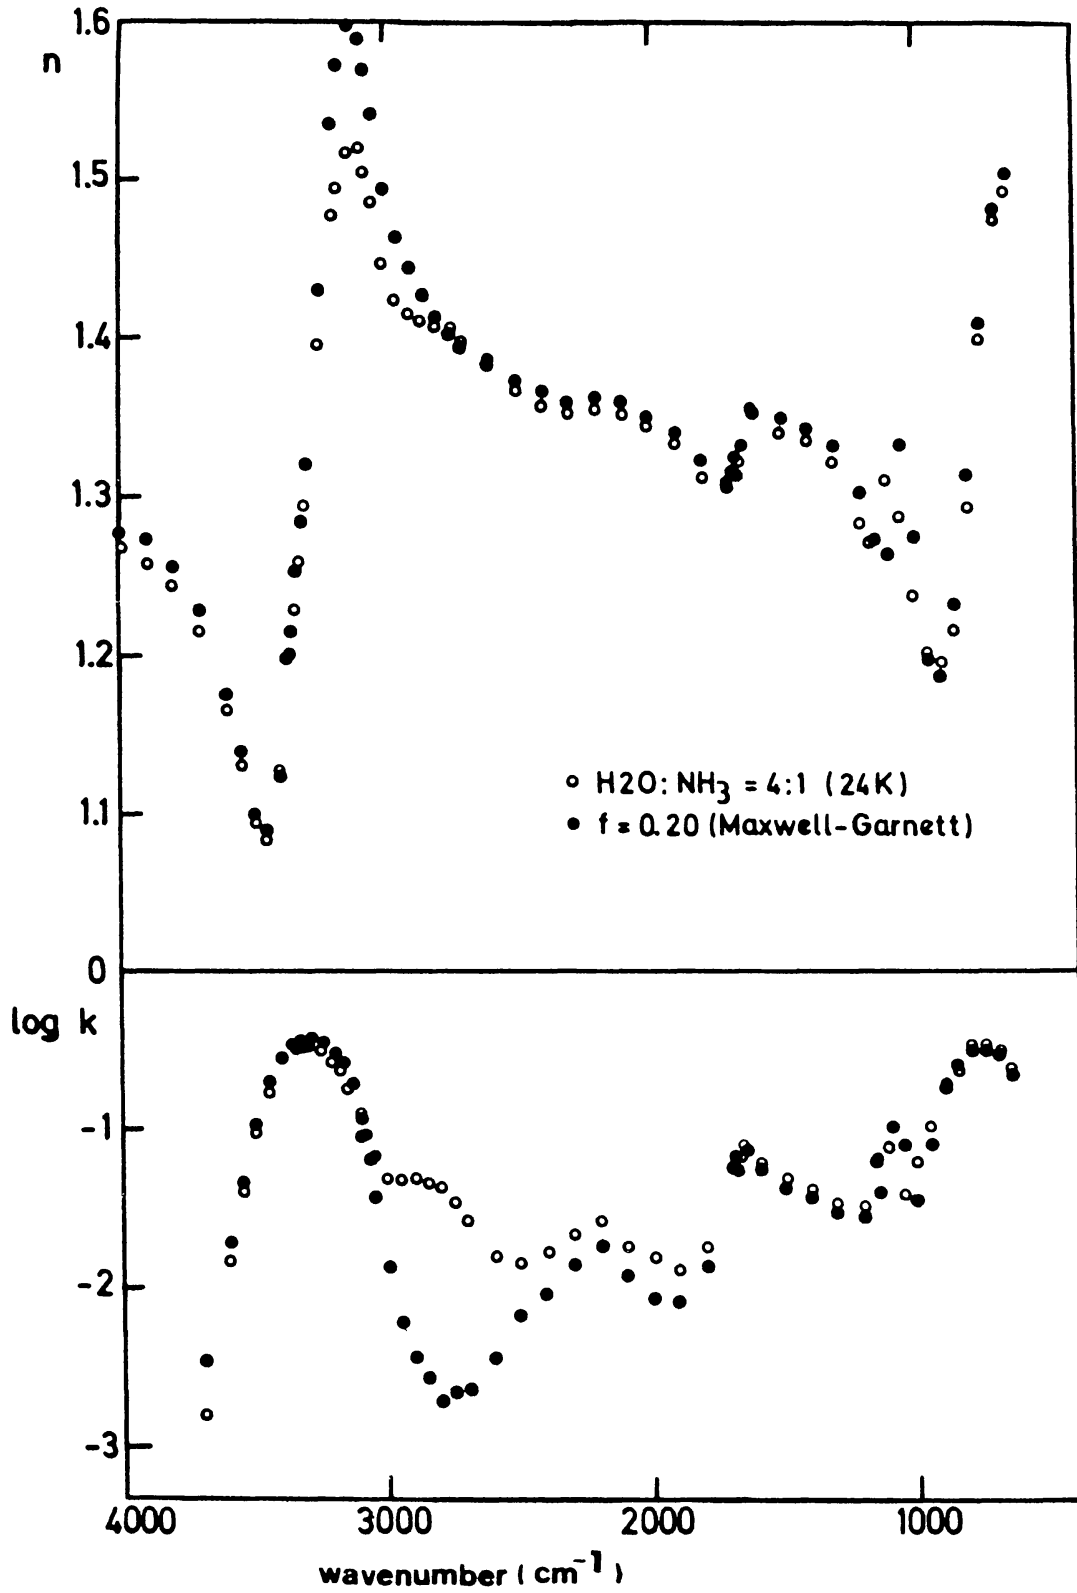 1.6
n
1.5
1.4
1.3
1.2
1.1
H2O: NH3 = 4:1 (24K)
f = 0.20 (Maxwell-Garnett)
0
log k
-1
-2
-3
4000 3000 2000 1000
wavenumber (cm-1)